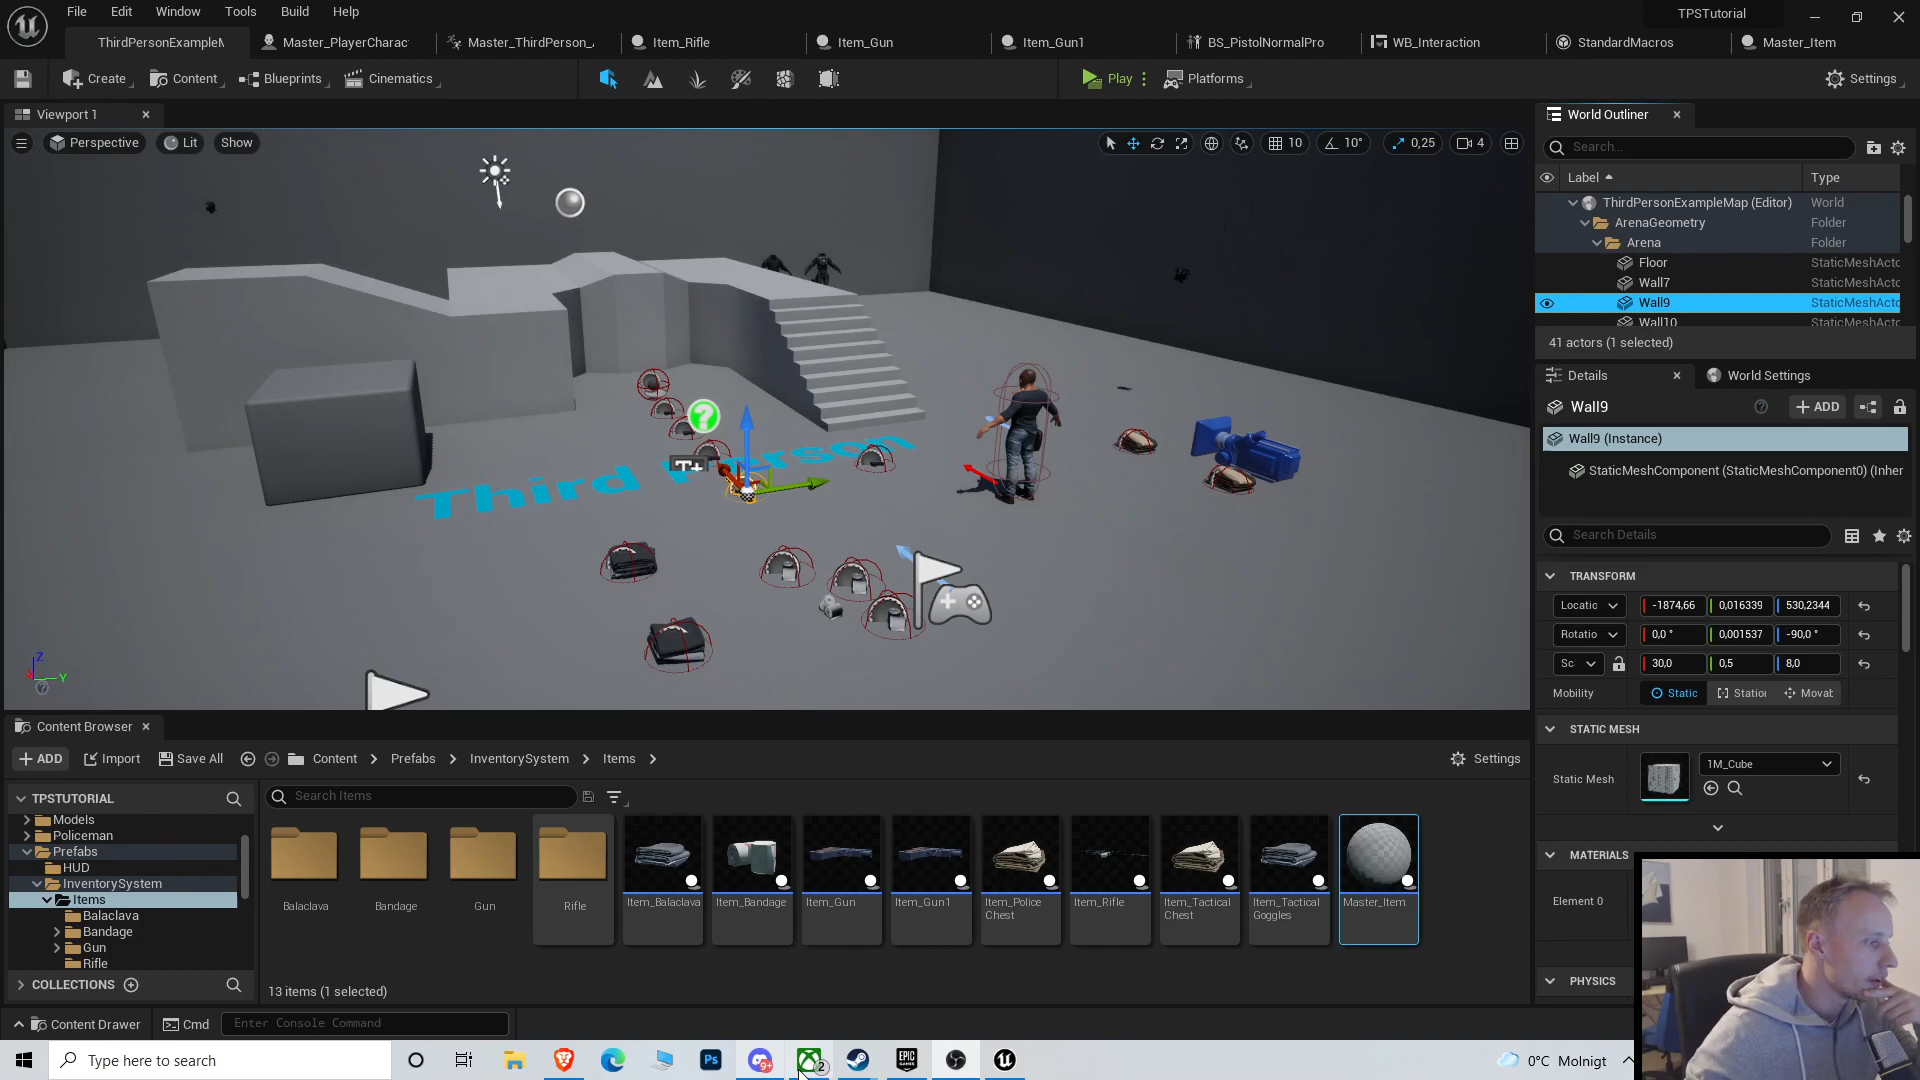 File Edit Window Tools Build Help
TPSTutorial
ThirdPersonExampleM Master_PlayerCharac Master_ThirdPerson_ Item_Rifle Item_Gun Item_Gun1 BS_PistolNormalPro WB_Interaction StandardMacros Master_Item
Create Content Blueprints Cinematics Play Platforms Settings
Viewport 1
Perspective Lit Show 10 10° 0,25 4
Third Person
T+
Z
Y
World Outliner
Search...
Label Type
ThirdPersonExampleMap (Editor) World
ArenaGeometry Folder
Arena Folder
Floor StaticMeshActo
Wall7 StaticMeshActo
Wall9 StaticMeshActo
Wall10 StaticMeshActo
41 actors (1 selected)
Details World Settings
Wall9 ADD
Wall9 (Instance)
StaticMeshComponent (StaticMeshComponent0) (Inher
Search Details
TRANSFORM
Locatic -1874,66 0,016339 530,2344
Rotatio 0,0 ° 0,001537 -90,0 °
Sc 30,0 0,5 8,0
Mobility Static Station Movab
STATIC MESH
Static Mesh 1M_Cube
MATERIALS
Element 0
PHYSICS
Content Browser
ADD Import Save All Content Prefabs InventorySystem Items Settings
TPSTUTORIAL
Search Items
Models
Policeman
Prefabs
HUD
InventorySystem
Items
Balaclava
Bandage
Gun
Rifle
COLLECTIONS
Balaclava Bandage Gun Rifle Item_Balaclava Item_Bandage Item_Gun Item_Gun1 Item_Police Chest Item_Rifle Item_Tactical Chest Item_Tactical Goggles Master_Item
13 items (1 selected)
Content Drawer Cmd Enter Console Command
Type here to search
Ps
9+
2
EPIC GAMES
0°C Molnigt